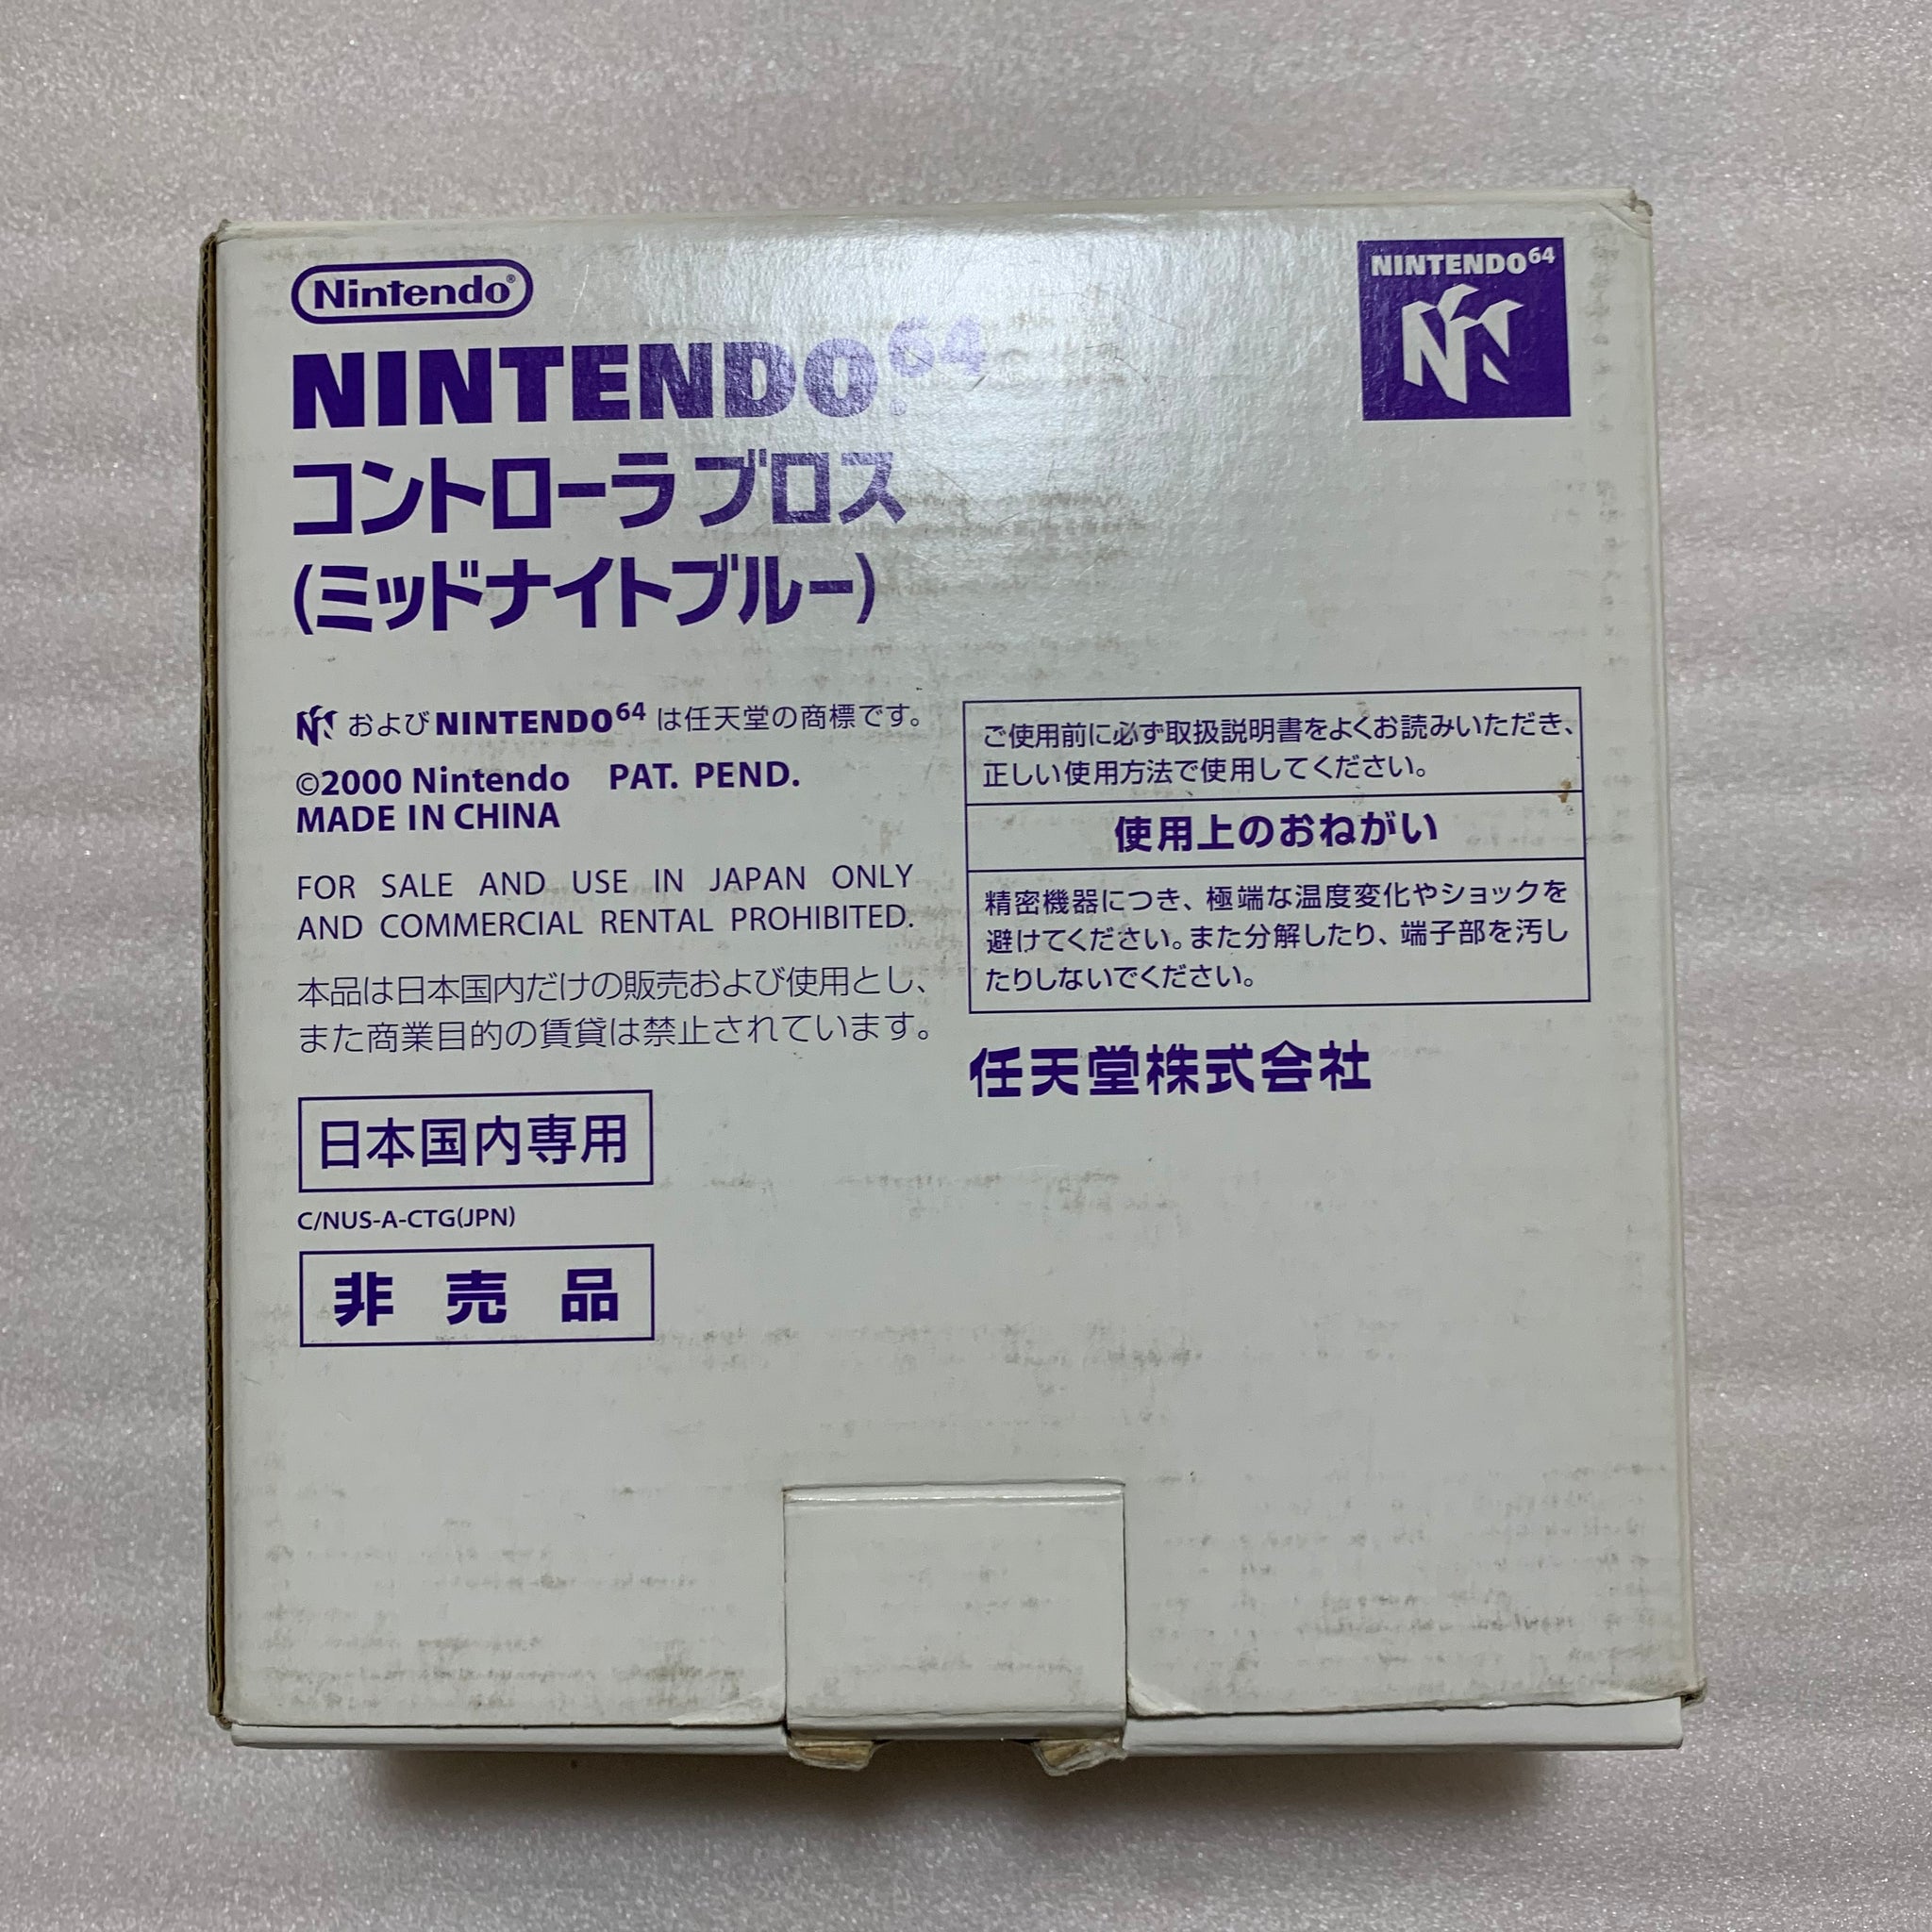 Nintendo®
NINTENDO64
コントローラ ブロス
(ミッドナイトブルー)
NINTENDO64
および NINTENDO64 は任天堂の商標です。
©2000 Nintendo PAT. PEND.
MADE IN CHINA
FOR SALE AND USE IN JAPAN ONLY
AND COMMERCIAL RENTAL PROHIBITED.
本品は日本国内だけの販売および使用とし、
また商業目的の賃貸は禁止されています。
日本国内専用
C/NUS-A-CTG(JPN)
非売品
ご使用前に必ず取扱説明書をよくお読みいただき、
正しい使用方法で使用してください。
使用上のおねがい
精密機器につき、極端な温度変化やショックを
避けてください。また分解したり、端子部を汚し
たりしないでください。
任天堂株式会社